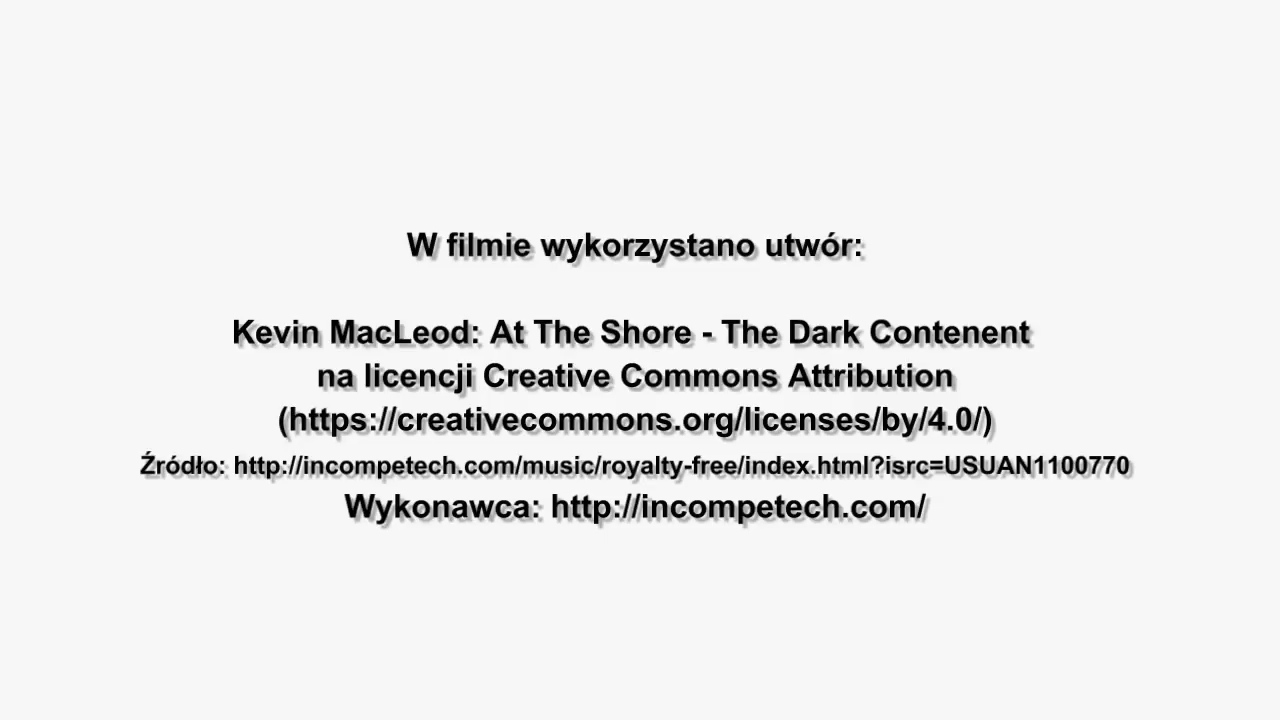 W filmie wykorzystano utwór:
Kevin MacLeod: At The Shore - The Dark Contenent
na licencji Creative Commons Attribution
(https://creativecommons.org/licenses/by/4.0/)
Źródło: http://incompetech.com/music/royalty-free/index.html?isrc=USUAN1100770
Wykonawca: http://incompetech.com/